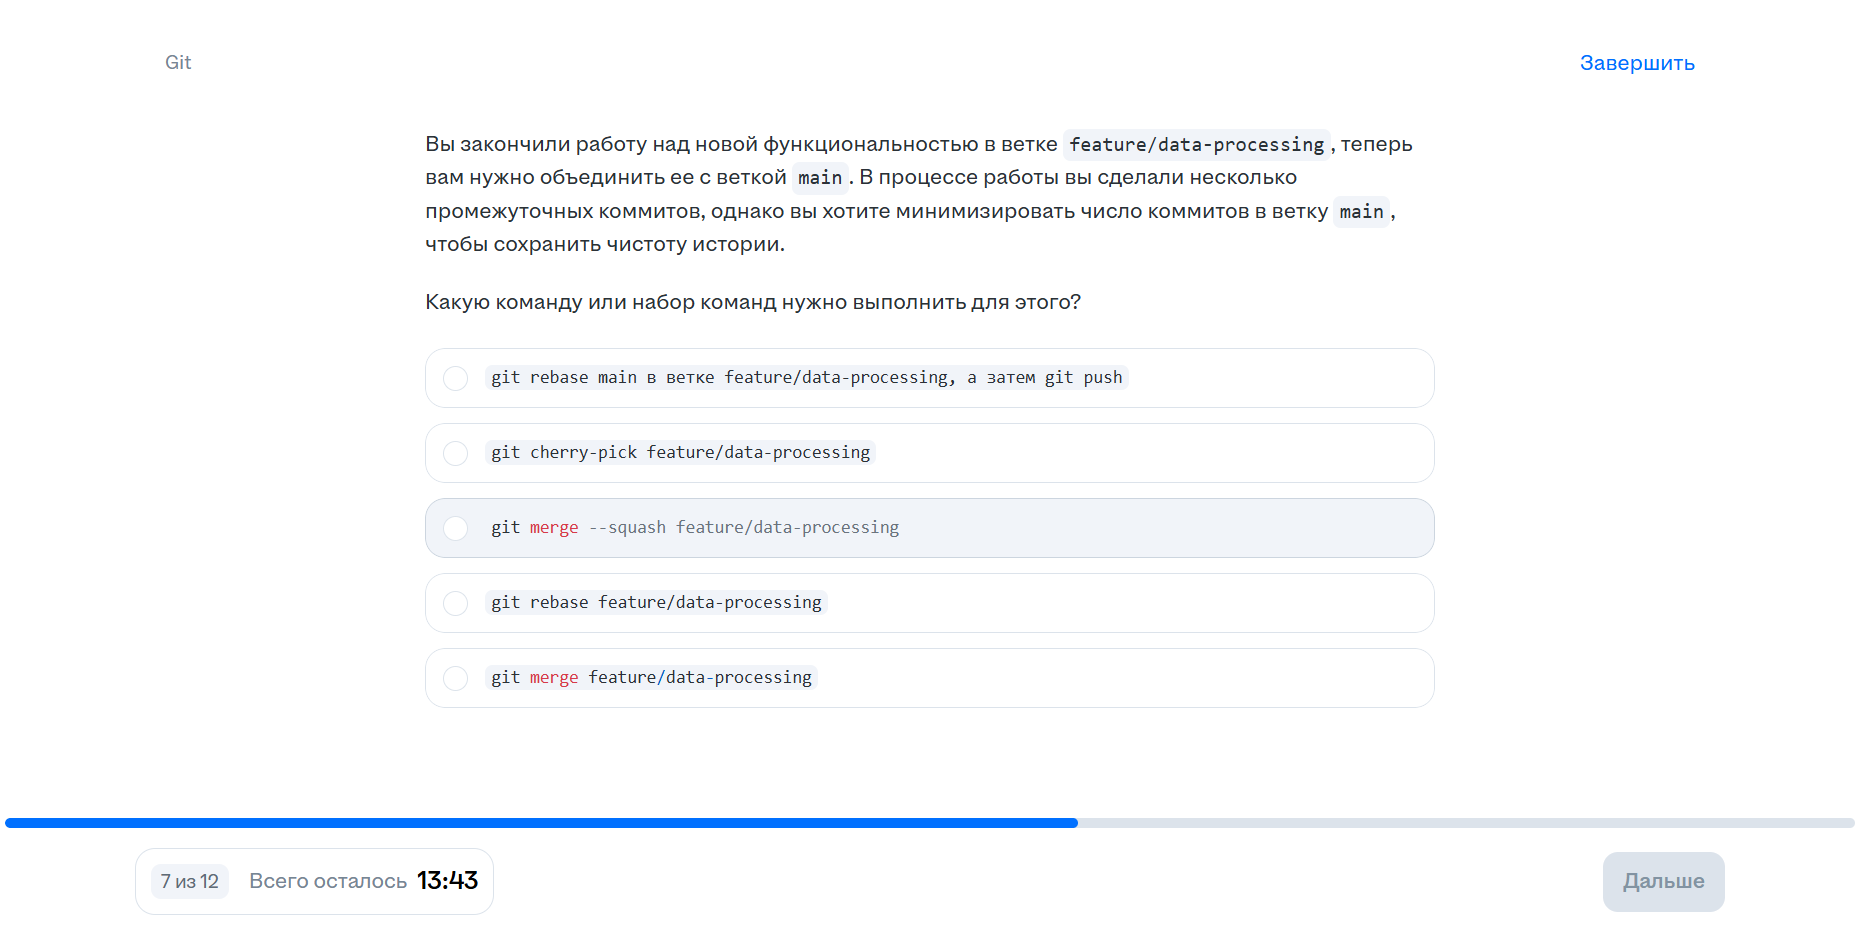 Git
Завершить
Вы закончили работу над новой функциональностью в ветке feature/data-processing, теперь
вам нужно объединить ее с веткой main. В процессе работы вы сделали несколько
промежуточных коммитов, однако вы хотите минимизировать число коммитов в ветку main,
чтобы сохранить чистоту истории.
Какую команду или набор команд нужно выполнить для этого?
git rebase main в ветке feature/data-processing, а затем git push
git cherry-pick feature/data-processing
git merge --squash feature/data-processing
git rebase feature/data-processing
git merge feature/data-processing
7 из 12
Всего осталось 13:43
Дальше